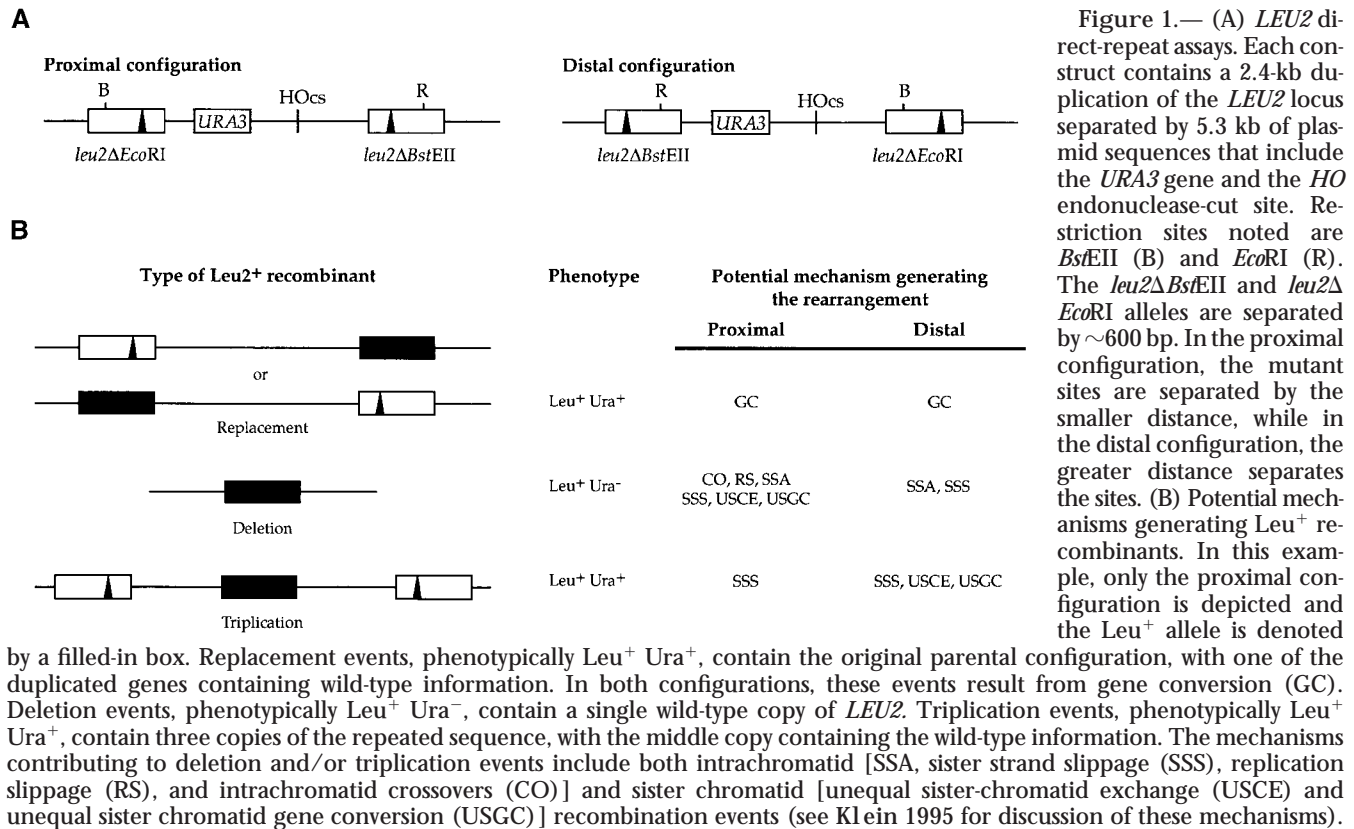 A
Proximal configuration
B
HOcs
R
URA3
leu2ΔEcoRI
leu2ΔBstEII
Distal configuration
R
HOcs
B
URA3
leu2ΔBstEII
leu2ΔEcoRI
B
Type of Leu2+ recombinant
Phenotype
Potential mechanism generating
the rearrangement
Proximal
Distal
or
Replacement
Leu+ Ura+
GC
GC
Deletion
Leu+ Ura-
CO, RS, SSA
SSS, USCE, USGC
SSA, SSS
Triplication
Leu+ Ura+
SSS
SSS, USCE, USGC
Figure 1.— (A) LEU2 di-
rect-repeat assays. Each con-
struct contains a 2.4-kb du-
plication of the LEU2 locus
separated by 5.3 kb of plas-
mid sequences that include
the URA3 gene and the HO
endonuclease-cut site. Re-
striction sites noted are
BstEII (B) and EcoRI (R).
The leu2ΔBstEII and leu2Δ
EcoRI alleles are separated
by ~600 bp. In the proximal
configuration, the mutant
sites are separated by the
smaller distance, while in
the distal configuration, the
greater distance separates
the sites. (B) Potential mech-
anisms generating Leu+ re-
combinants. In this exam-
ple, only the proximal con-
figuration is depicted and
the Leu+ allele is denoted
by a filled-in box. Replacement events, phenotypically Leu+ Ura+, contain the original parental configuration, with one of the
duplicated genes containing wild-type information. In both configurations, these events result from gene conversion (GC).
Deletion events, phenotypically Leu+ Ura−, contain a single wild-type copy of LEU2. Triplication events, phenotypically Leu+
Ura+, contain three copies of the repeated sequence, with the middle copy containing the wild-type information. The mechanisms
contributing to deletion and/or triplication events include both intrachromatid [SSA, sister strand slippage (SSS), replication
slippage (RS), and intrachromatid crossovers (CO)] and sister chromatid [unequal sister-chromatid exchange (USCE) and
unequal sister chromatid gene conversion (USGC)] recombination events (see Klein 1995 for discussion of these mechanisms).